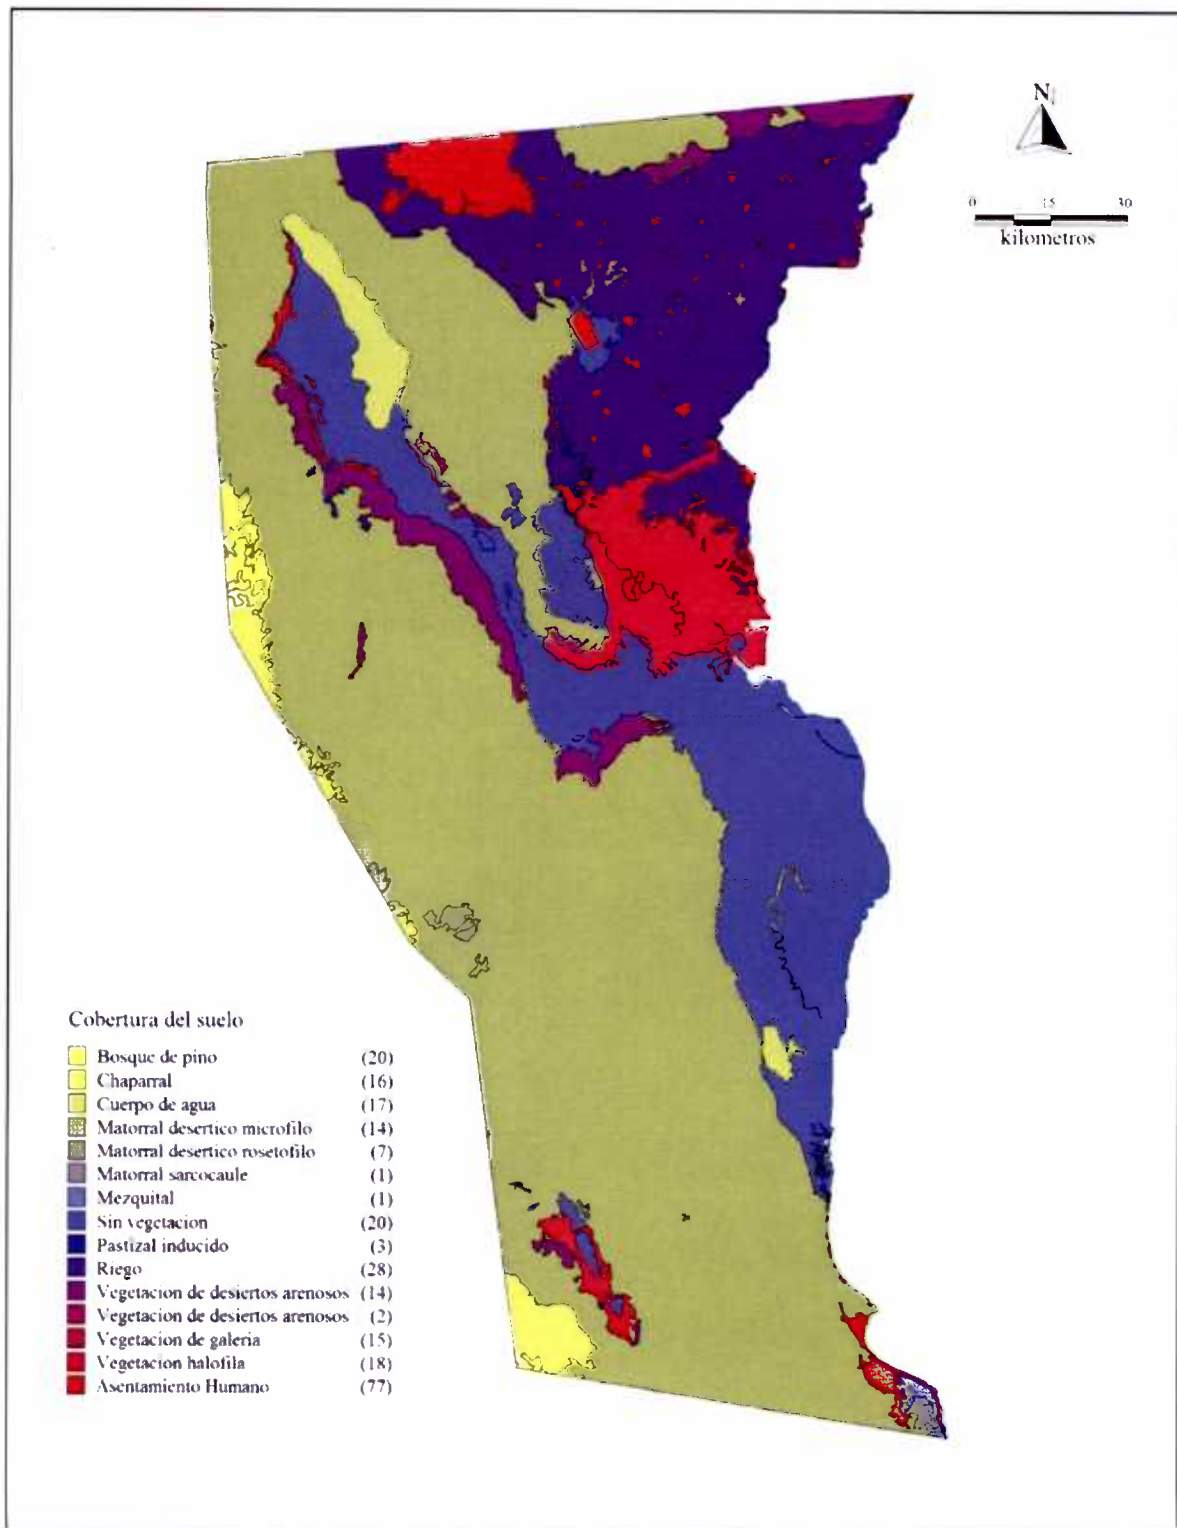 N
0 15 30
kilometros
Cobertura del suelo
Bosque de pino (20)
Chaparral (16)
Cuerpo de agua (17)
Matorral desertico microfilo (14)
Matorral desertico rosetofilo (7)
Matorral sarcocaule (1)
Mezquital (1)
Sin vegetacion (20)
Pastizal inducido (3)
Riego (28)
Vegetacion de desiertos arenosos (14)
Vegetacion de desiertos arenosos (2)
Vegetacion de galeria (15)
Vegetacion halofila (18)
Asentamiento Humano (77)